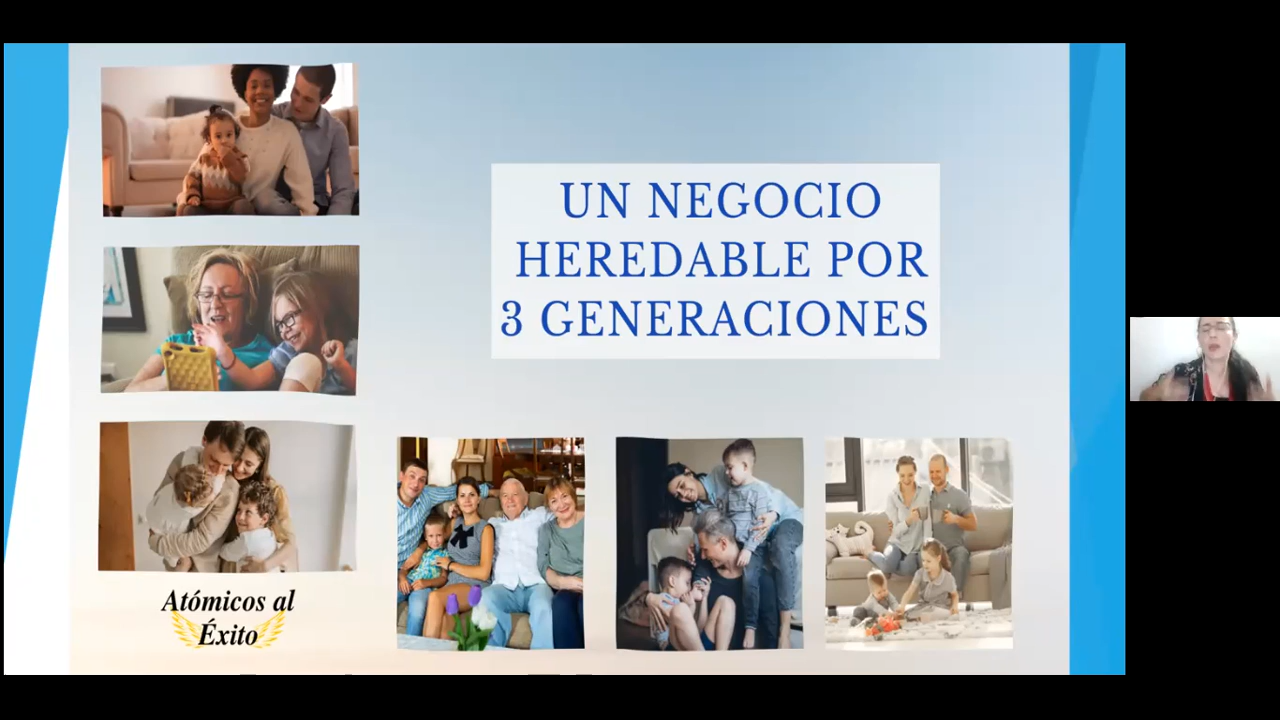 UN NEGOCIO
HEREDABLE POR
3 GENERACIONES
Atómicos al
Éxito